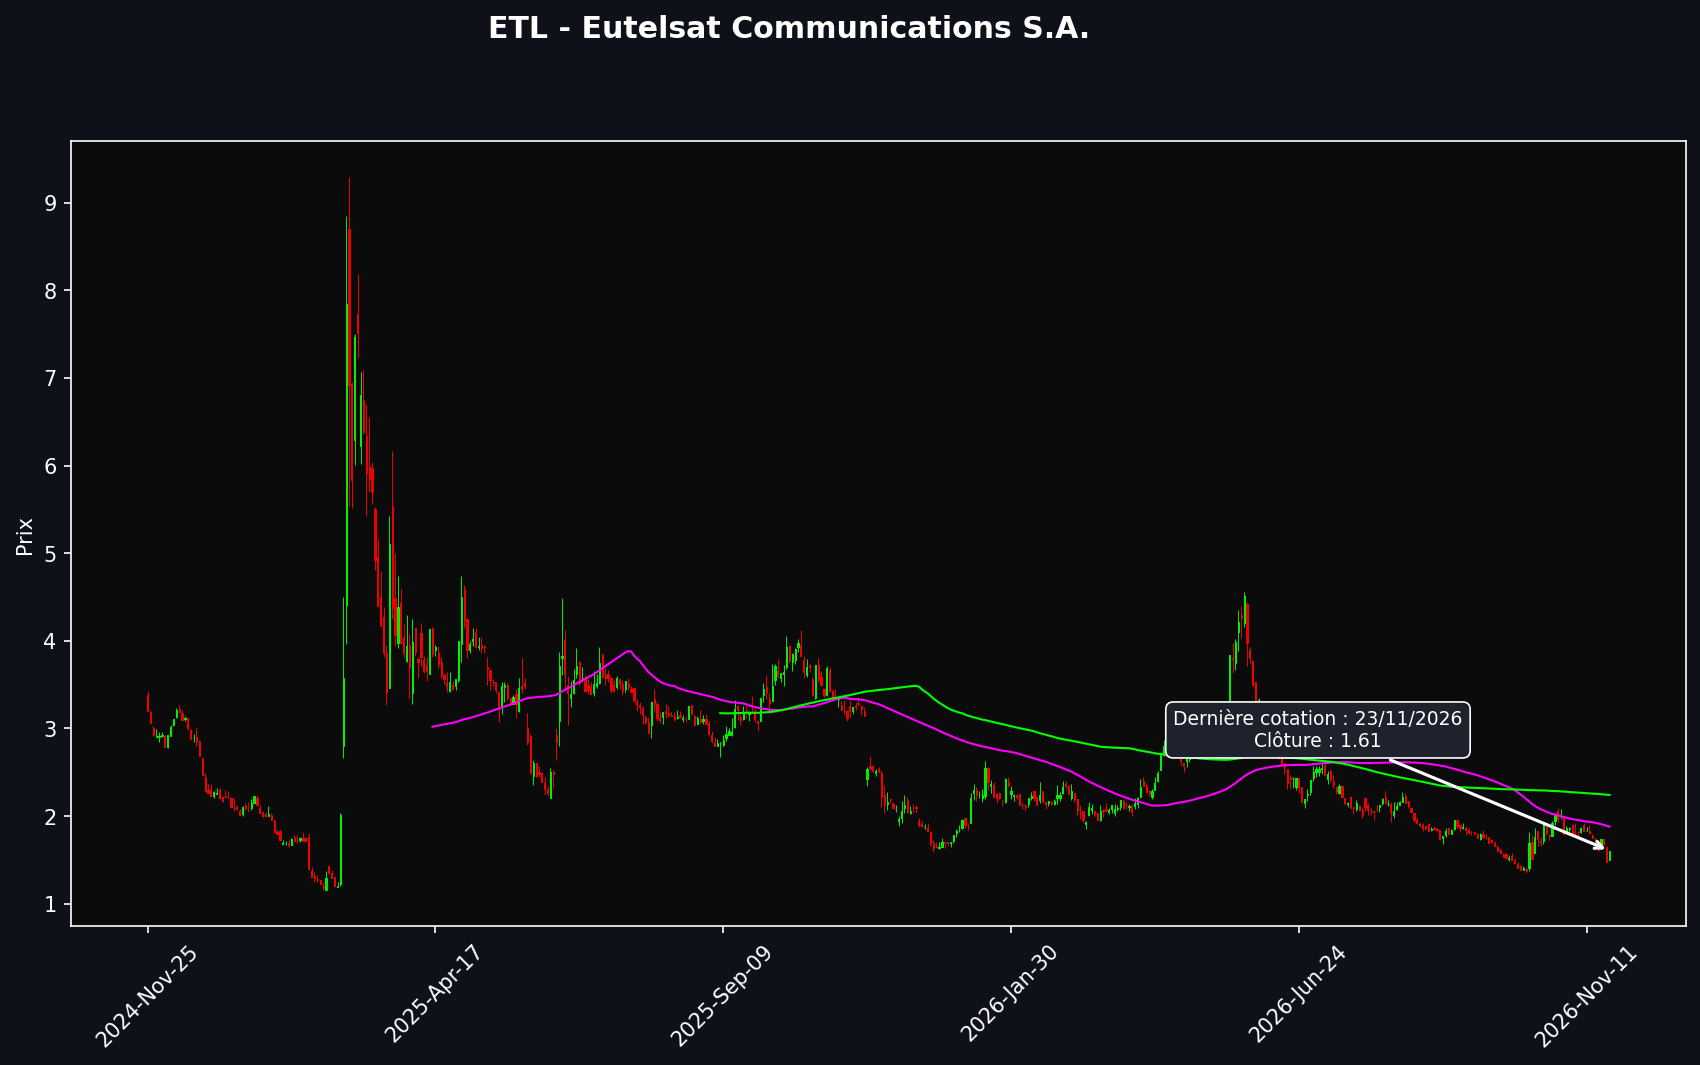 ETL - Eutelsat Communications S.A.
9
8
7
6
5
4
3
2
1
Prix
Dernière cotation : 23/11/2026
Clôture : 1.61
2024-Nov-25
2025-Apr-17
2025-Sep-09
2026-Jan-30
2026-Jun-24
2026-Nov-11